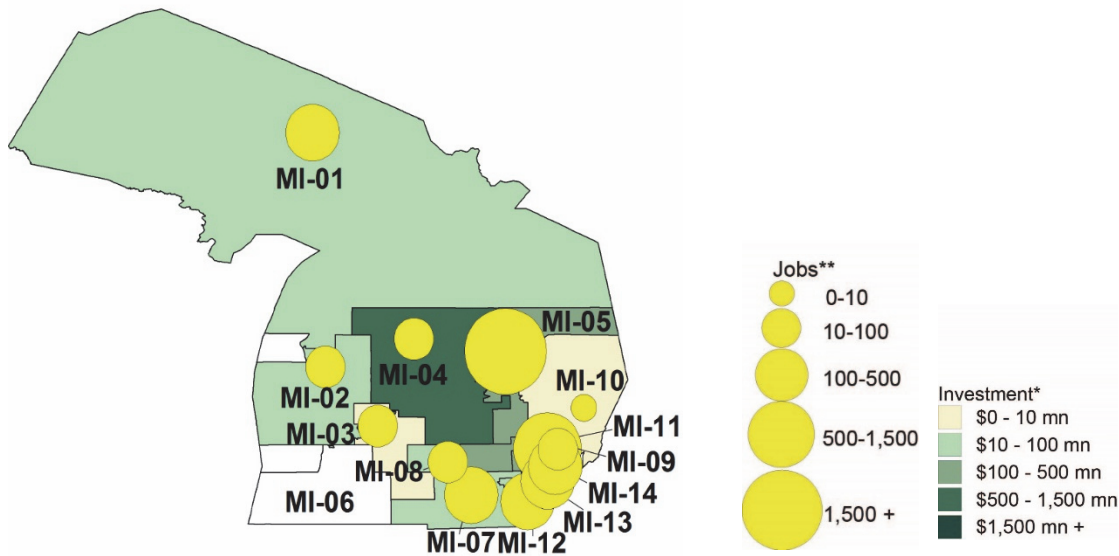 MI-01
MI-05
MI-04
MI-02
MI-10
MI-03
MI-11
MI-08
MI-09
MI-06
MI-14
MI-13
MI-07
MI-12
Jobs**
0-10
10-100
100-500
500-1,500
1,500 +
Investment*
$0 - 10 mn
$10 - 100 mn
$100 - 500 mn
$500 - 1,500 mn
$1,500 mn +